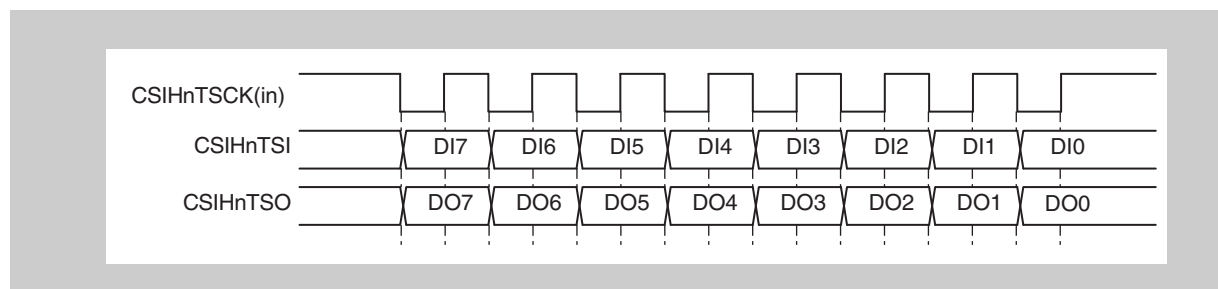 CSIHnTSCK(in)
CSIHnTSI DI7 DI6 DI5 DI4 DI3 DI2 DI1 DI0
CSIHnTSO DO7 DO6 DO5 DO4 DO3 DO2 DO1 DO0